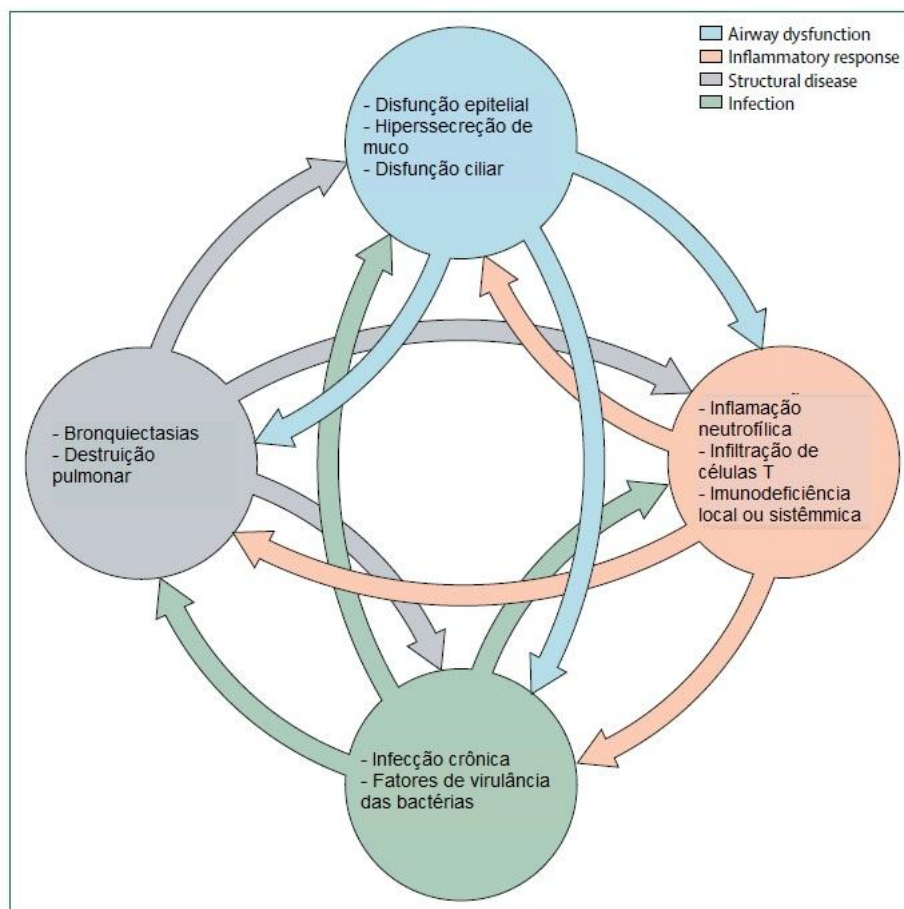 Airway dysfunction
Inflammatory response
Structural disease
Infection
- Disfunção epitelial
- Hiperssecreção de
muco
- Disfunção ciliar
- Bronquiectasias
- Destruição
pulmonar
- Inflamação
neutrofílica
- Infiltração de
células T
- Imunodeficiência
local ou sistêmmica
- Infecção crônica
- Fatores de virulância
das bactérias